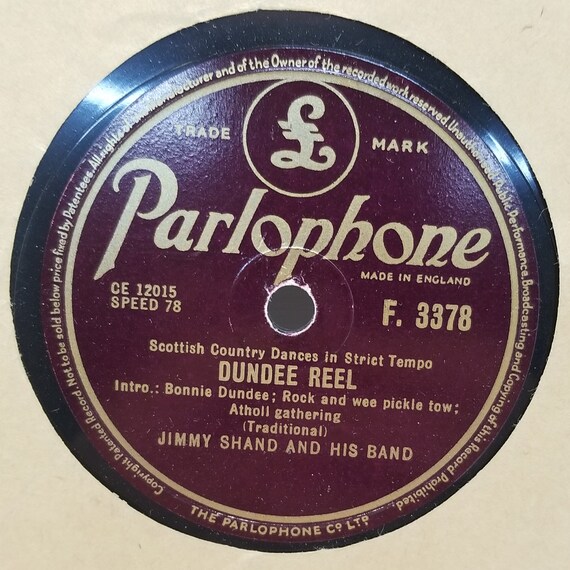 Copyright Patented Record. Not to be sold below price fixed by Patentees. All rights of the Manufacturer and of the Owner of the recorded work reserved. Unauthorised Public Performance, Broadcasting and Copying of this Record Prohibited
£
TRADE MARK
Parlophone
MADE IN ENGLAND
CE 12015
SPEED 78
F. 3378
Scottish Country Dances in Strict Tempo
DUNDEE REEL
Intro.: Bonnie Dundee; Rock and wee pickle tow;
Atholl gathering
(Traditional)
JIMMY SHAND AND HIS BAND
THE PARLOPHONE Co LTD